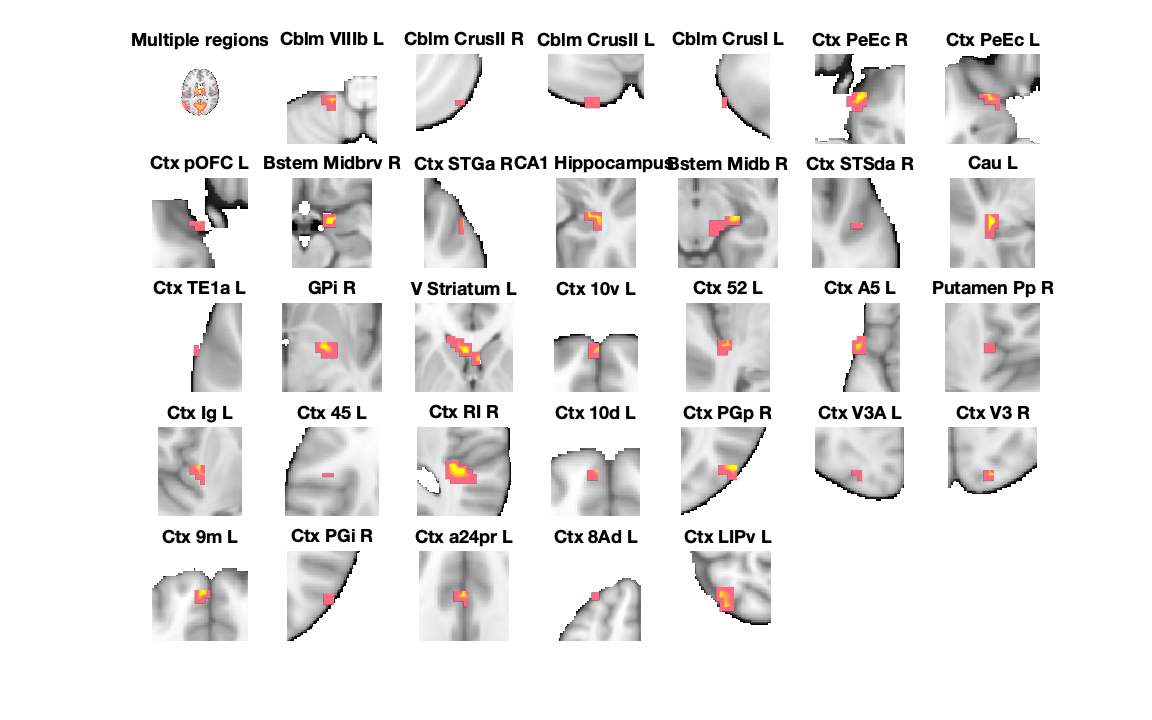 Multiple regions Cblm VIIIb L Cblm CrusII R Cblm CrusII L Cblm CrusI L Ctx PeEc R Ctx PeEc L
Ctx pOFC L Bstem Midbrv R Ctx STGa R CA1 Hippocampus Bstem Midb R Ctx STSda R Cau L
Ctx TE1a L GPi R V Striatum L Ctx 10v L Ctx 52 L Ctx A5 L Putamen Pp R
Ctx Ig L Ctx 45 L Ctx RI R Ctx 10d L Ctx PGp R Ctx V3A L Ctx V3 R
Ctx 9m L Ctx PGi R Ctx a24pr L Ctx 8Ad L Ctx LIPv L